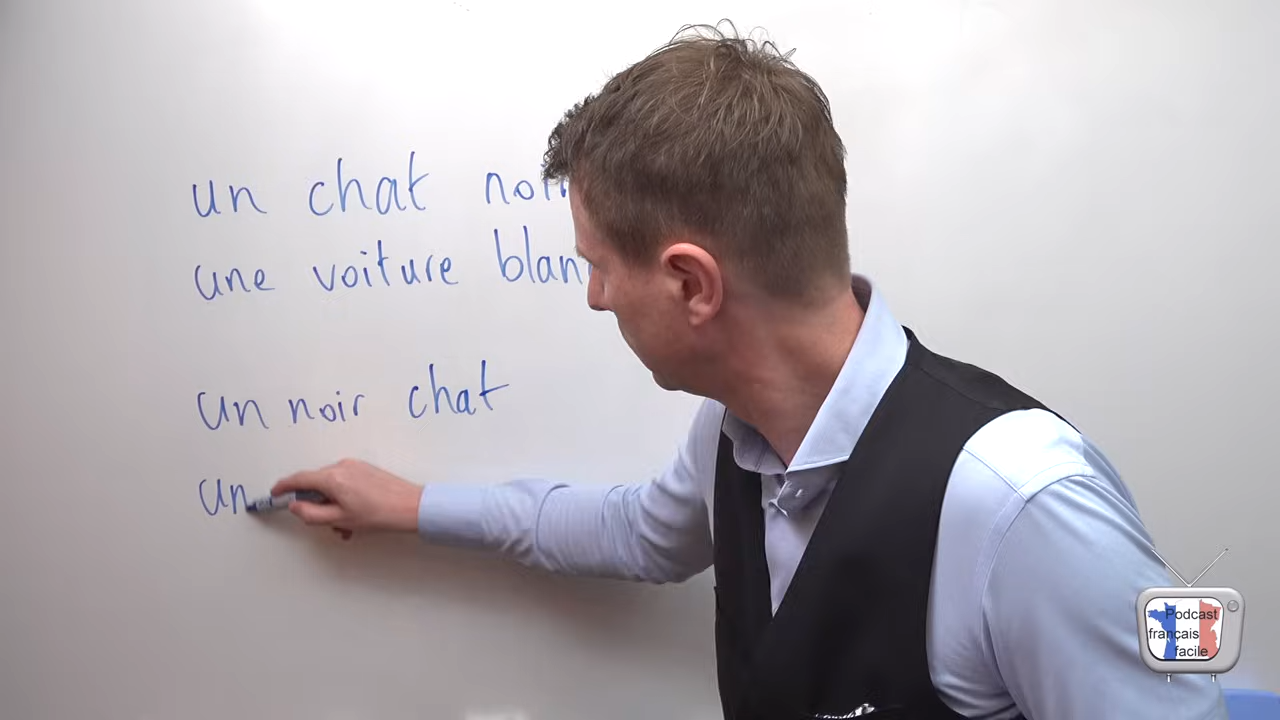 un chat noir
une voiture blan
un noir chat
un
Podcast
français
facile